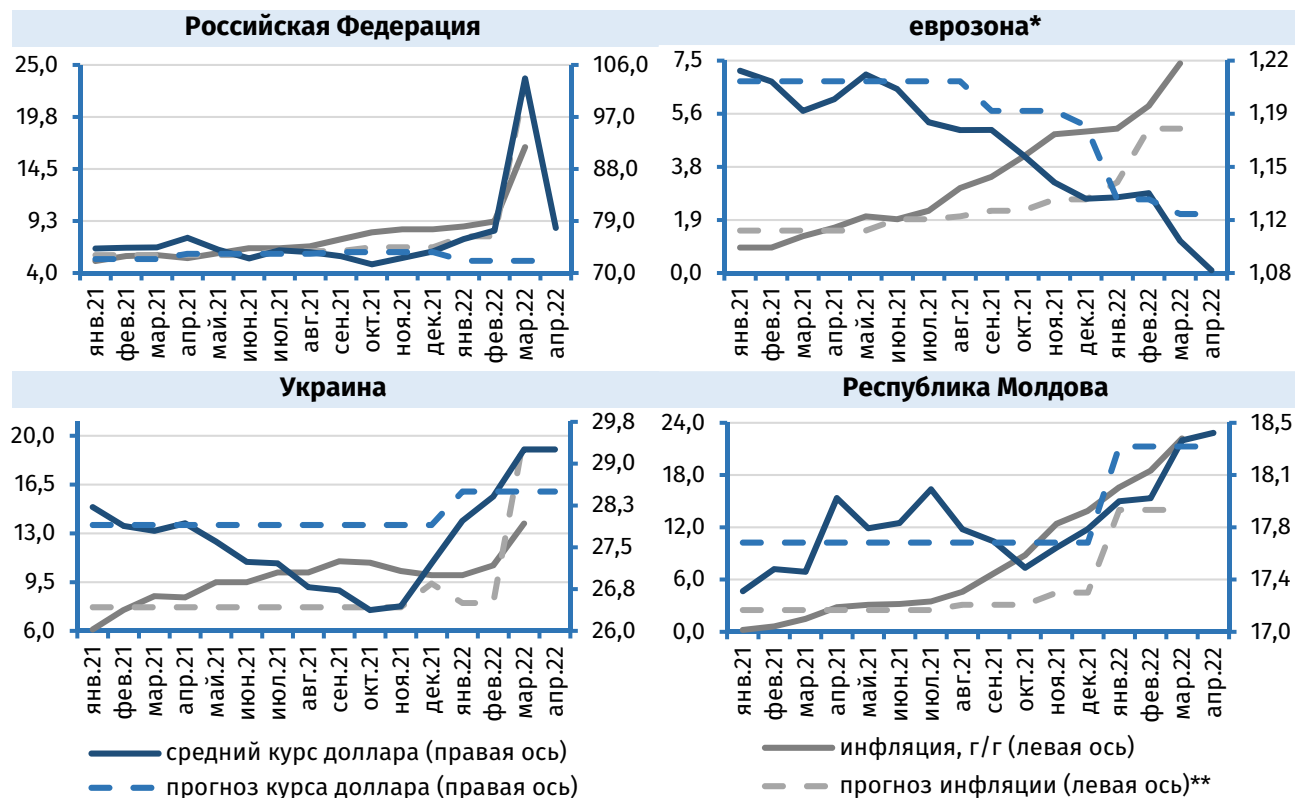 Российская Федерация
25,0
19,8
14,5
9,3
4,0
106,0
97,0
88,0
79,0
70,0
янв.21
фев.21
мар.21
апр.21
май.21
июн.21
июл.21
авг.21
сен.21
окт.21
ноя.21
дек.21
янв.22
фев.22
мар.22
апр.22
еврозона*
7,5
5,6
3,8
1,9
0,0
1,22
1,19
1,15
1,12
1,08
янв.21
фев.21
мар.21
апр.21
май.21
июн.21
июл.21
авг.21
сен.21
окт.21
ноя.21
дек.21
янв.22
фев.22
мар.22
апр.22
Украина
20,0
16,5
13,0
9,5
6,0
29,8
29,0
28,3
27,5
26,8
26,0
янв.21
фев.21
мар.21
апр.21
май.21
июн.21
июл.21
авг.21
сен.21
окт.21
ноя.21
дек.21
янв.22
фев.22
мар.22
апр.22
Республика Молдова
24,0
18,0
12,0
6,0
0,0
18,5
18,1
17,8
17,4
17,0
янв.21
фев.21
мар.21
апр.21
май.21
июн.21
июл.21
авг.21
сен.21
окт.21
ноя.21
дек.21
янв.22
фев.22
мар.22
апр.22
средний курс доллара (правая ось)
инфляция, г/г (левая ось)
прогноз курса доллара (правая ось)
прогноз инфляции (левая ось)**